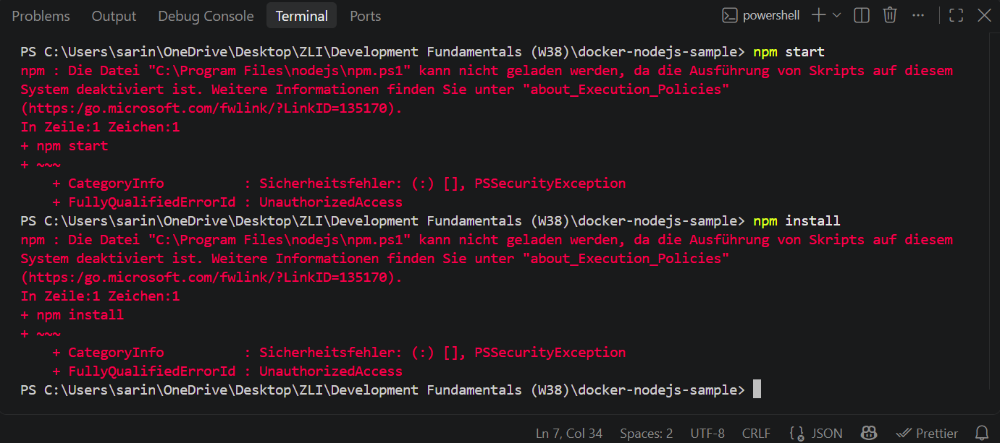 Problems Output Debug Console Terminal Ports powershell
PS C:\Users\sarin\OneDrive\Desktop\ZLI\Development Fundamentals (W38)\docker-nodejs-sample> npm start
npm : Die Datei "C:\Program Files\nodejs\npm.ps1" kann nicht geladen werden, da die Ausführung von Skripts auf diesem
System deaktiviert ist. Weitere Informationen finden Sie unter "about_Execution_Policies"
(https:/go.microsoft.com/fwlink/?LinkID=135170).
In Zeile:1 Zeichen:1
+ npm start
+ ~~~
    + CategoryInfo          : Sicherheitsfehler: (:) [], PSSecurityException
    + FullyQualifiedErrorId : UnauthorizedAccess
PS C:\Users\sarin\OneDrive\Desktop\ZLI\Development Fundamentals (W38)\docker-nodejs-sample> npm install
npm : Die Datei "C:\Program Files\nodejs\npm.ps1" kann nicht geladen werden, da die Ausführung von Skripts auf diesem
System deaktiviert ist. Weitere Informationen finden Sie unter "about_Execution_Policies"
(https:/go.microsoft.com/fwlink/?LinkID=135170).
In Zeile:1 Zeichen:1
+ npm install
+ ~~~
    + CategoryInfo          : Sicherheitsfehler: (:) [], PSSecurityException
    + FullyQualifiedErrorId : UnauthorizedAccess
PS C:\Users\sarin\OneDrive\Desktop\ZLI\Development Fundamentals (W38)\docker-nodejs-sample>
Ln 7, Col 34 Spaces: 2 UTF-8 CRLF {} JSON Prettier